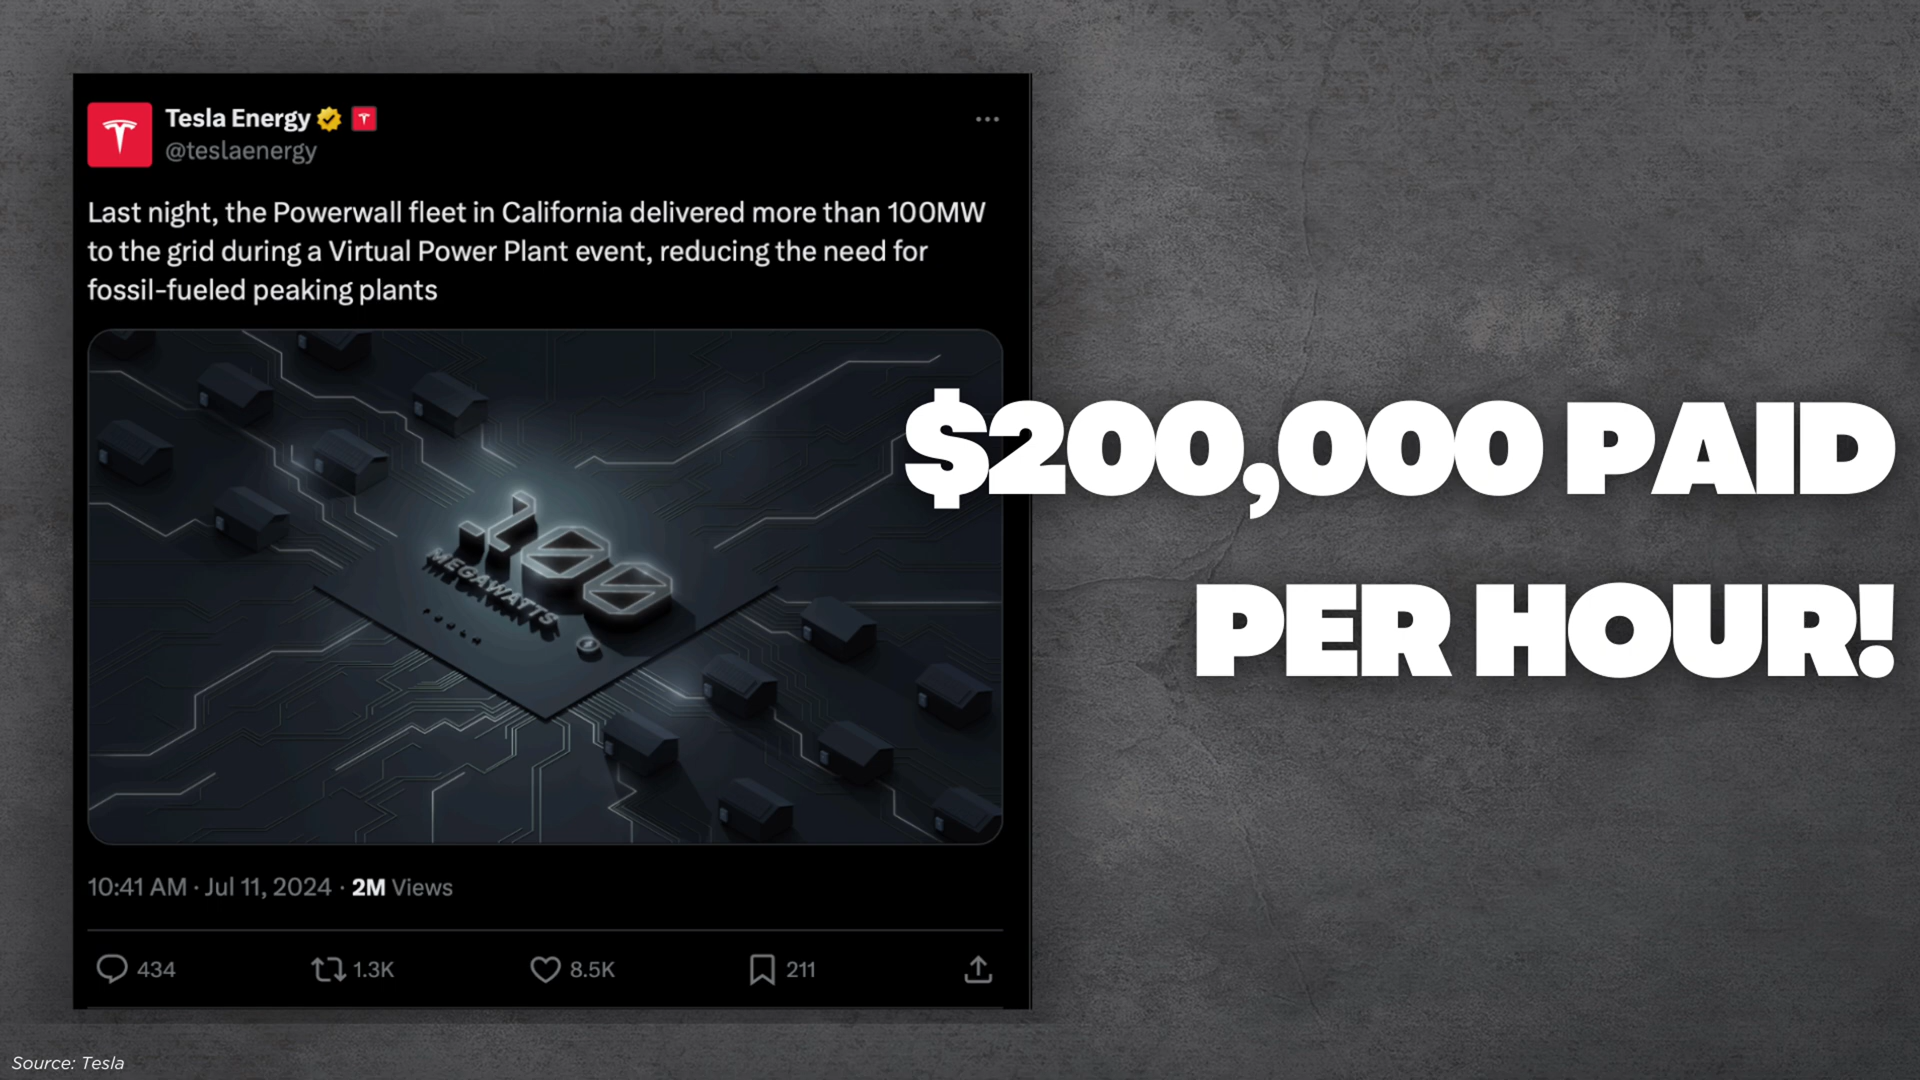 Tesla Energy
@teslaenergy
Last night, the Powerwall fleet in California delivered more than 100MW
to the grid during a Virtual Power Plant event, reducing the need for
fossil-fueled peaking plants
100
MEGAWATTS
$200,000 PAID
PER HOUR!
10:41 AM · Jul 11, 2024 · 2M Views
434 1.3K 8.5K 211
Source: Tesla